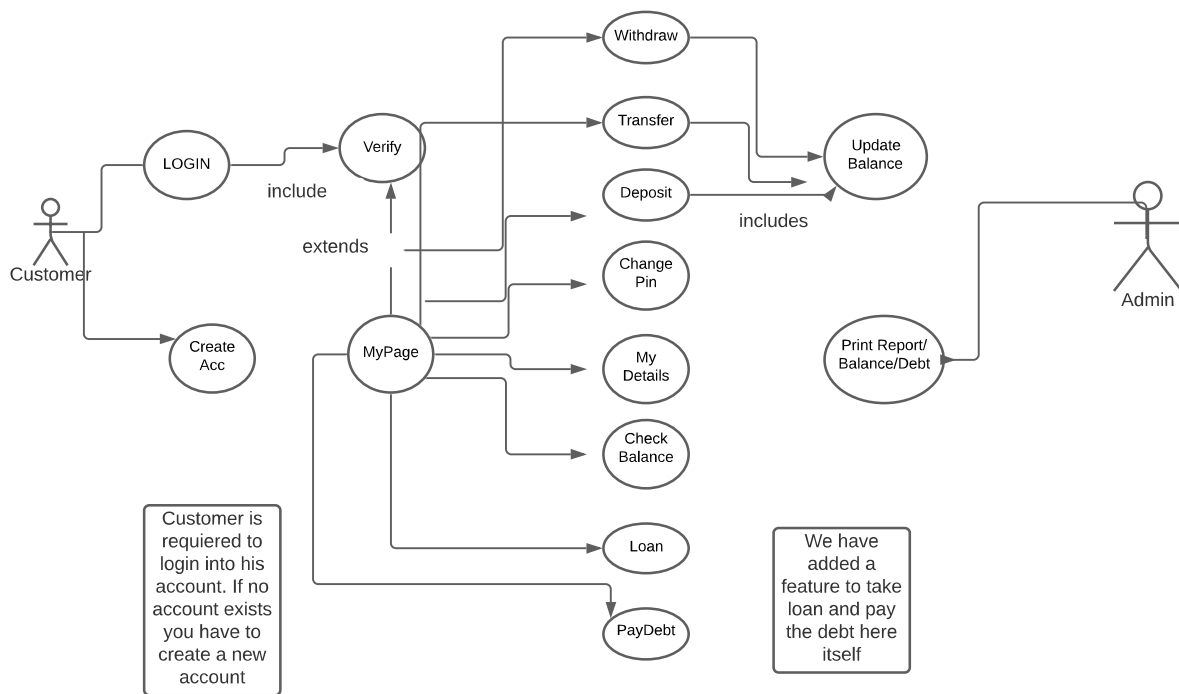 Withdraw
Transfer
Verify
Update
Balance
LOGIN
include
Deposit
includes
extends
Customer
Change
Pin
Admin
Create
Acc
MyPage
Print Report/
Balance/Debt
My
Details
Check
Balance
Customer is
requiered to
login into his
account. If no
account exists
you have to
create a new
account
Loan
We have
added a
feature to take
loan and pay
the debt here
itself
PayDebt